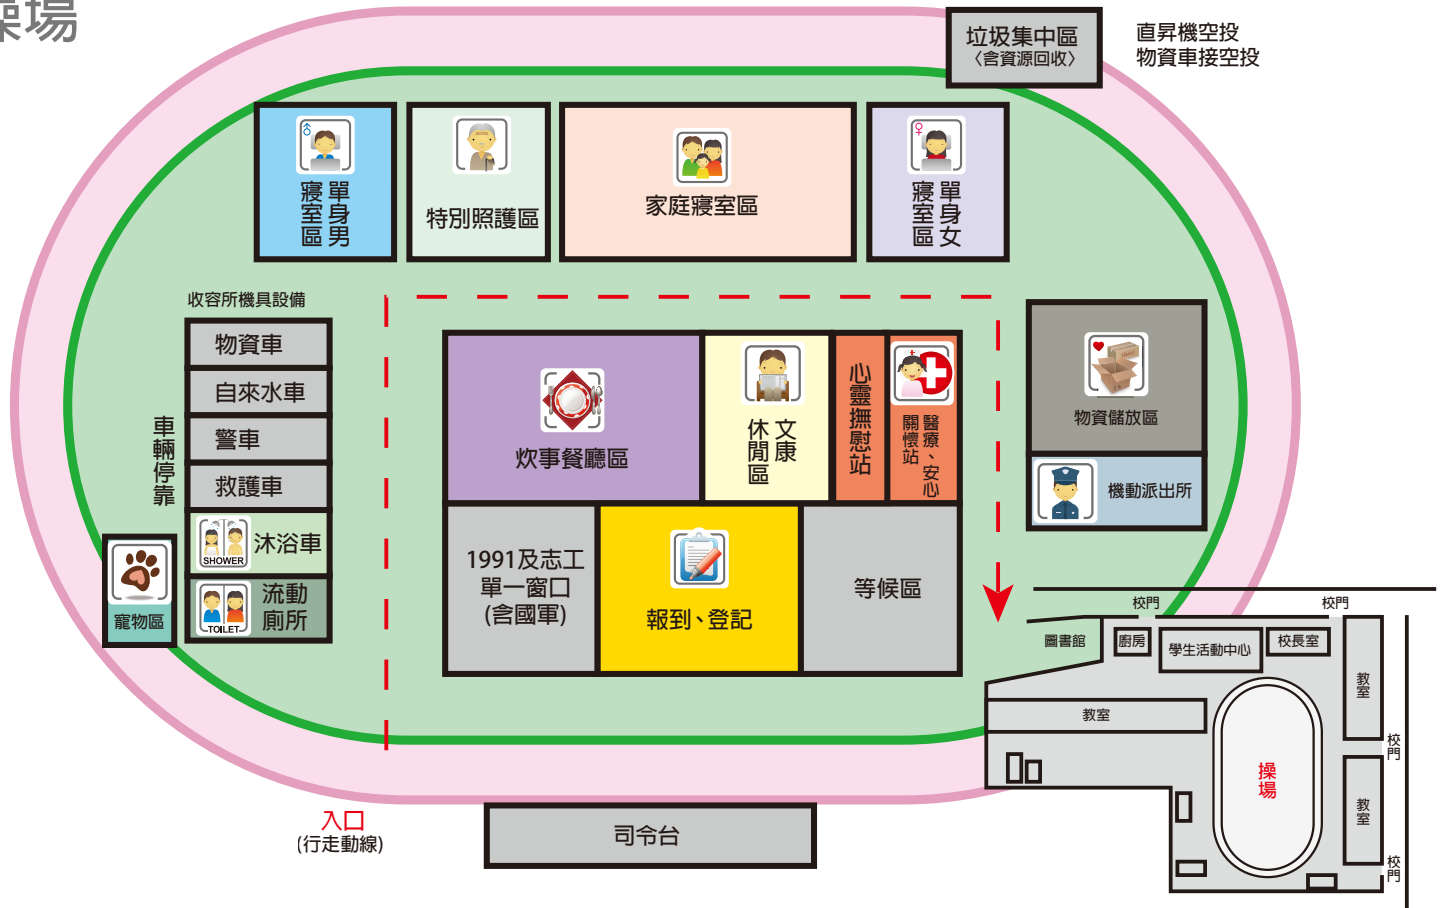 操場
垃圾集中區
〈含資源回收〉
直昇機空投
物資車接空投
單身男
寢室區
特別照護區
家庭寢室區
單身女
寢室區
收容所機具設備
物資車
自來水車
警車
救護車
SHOWER
沐浴車
TOILET
流動
廁所
車輛停靠
寵物區
炊事餐廳區
文康
休閒區
心靈撫慰站
醫療、安心
關懷站
1991及志工
單一窗口
(含國軍)
報到、登記
等候區
物資儲放區
機動派出所
入口
(行走動線)
司令台
校門
校門
圖書館
廚房
學生活動中心
校長室
教室
教室
校門
操場
教室
校門